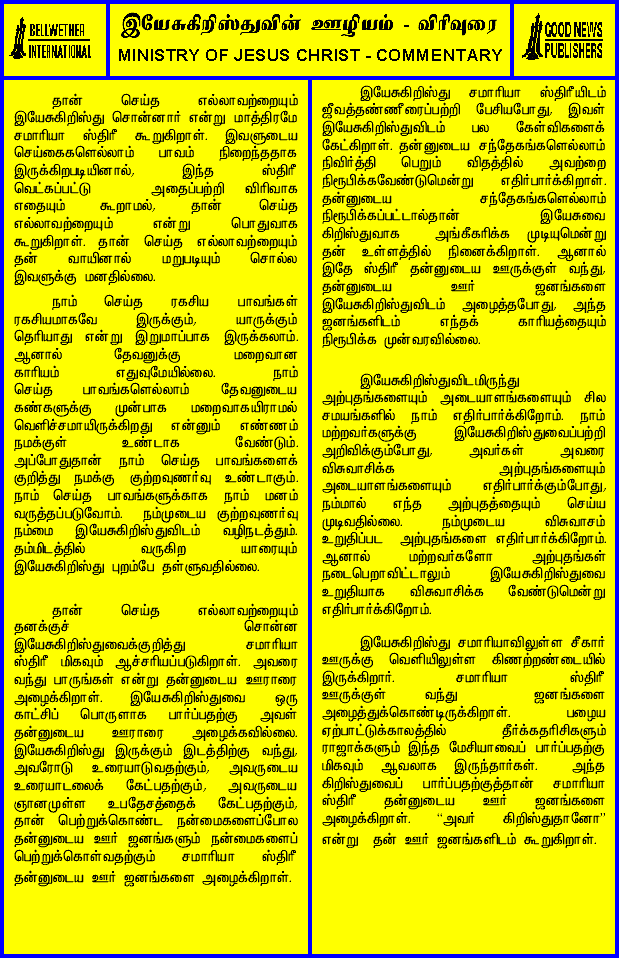 BELLWETHER
INTERNATIONAL
இயேசுகிறிஸ்துவின் ஊழியம் - விரிவுரை
MINISTRY OF JESUS CHRIST - COMMENTARY
GOOD NEWS
PUBLISHERS
தான் செய்த எல்லாவற்றையும்
இயேசுகிறிஸ்து சொன்னார் என்று மாத்திரமே
சமாரியா ஸ்திரீ கூறுகிறாள். இவளுடைய
செய்கைகளெல்லாம் பாவம் நிறைந்ததாக
இருக்கிறபடியினால், இந்த ஸ்திரீ
வெட்கப்பட்டு அதைப்பற்றி விரிவாக
எதையும் கூறாமல், தான் செய்த
எல்லாவற்றையும் என்று பொதுவாக
கூறுகிறாள். தான் செய்த எல்லாவற்றையும்
தன் வாயினால் மறுபடியும் சொல்ல
இவளுக்கு மனதில்லை.
நாம் செய்த ரகசிய பாவங்கள்
ரகசியமாகவே இருக்கும், யாருக்கும்
தெரியாது என்று இறுமாப்பாக இருக்கலாம்.
ஆனால் தேவனுக்கு மறைவான
காரியம் எதுவுமேயில்லை. நாம்
செய்த பாவங்களெல்லாம் தேவனுடைய
கண்களுக்கு முன்பாக மறைவாகயிராமல்
வெளிச்சமாயிருக்கிறது என்னும் எண்ணம்
நமக்குள் உண்டாக வேண்டும்.
அப்போதுதான் நாம் செய்த பாவங்களைக்
குறித்து நமக்கு குற்றவுணர்வு உண்டாகும்.
நாம் செய்த பாவங்களுக்காக நாம் மனம்
வருத்தப்படுவோம். நம்முடைய குற்றவுணர்வு
நம்மை இயேசுகிறிஸ்துவிடம் வழிநடத்தும்.
தம்மிடத்தில் வருகிற யாரையும்
இயேசுகிறிஸ்து புறம்பே தள்ளுவதில்லை.
தான் செய்த எல்லாவற்றையும்
தனக்குச் சொன்ன
இயேசுகிறிஸ்துவைக்குறித்து சமாரியா
ஸ்திரீ மிகவும் ஆச்சரியப்படுகிறாள். அவரை
வந்து பாருங்கள் என்று தன்னுடைய ஊராரை
அழைக்கிறாள். இயேசுகிறிஸ்துவை ஒரு
காட்சிப் பொருளாக பார்ப்பதற்கு அவள்
தன்னுடைய ஊராரை அழைக்கவில்லை.
இயேசுகிறிஸ்து இருக்கும் இடத்திற்கு வந்து,
அவரோடு உரையாடுவதற்கும், அவருடைய
உரையாடலைக் கேட்பதற்கும், அவருடைய
ஞானமுள்ள உபதேசத்தைக் கேட்பதற்கும்,
தான் பெற்றுக்கொண்ட நன்மைகளைப்போல
தன்னுடைய ஊர் ஜனங்களும் நன்மைகளைப்
பெற்றுக்கொள்வதற்கும் சமாரியா ஸ்திரீ
தன்னுடைய ஊர் ஜனங்களை அழைக்கிறாள்.
இயேசுகிறிஸ்து சமாரியா ஸ்திரீயிடம்
ஜீவத்தண்ணீரைப்பற்றி பேசியபோது, இவள்
இயேசுகிறிஸ்துவிடம் பல கேள்விகளைக்
கேட்கிறாள். தன்னுடைய சந்தேகங்களெல்லாம்
நிவிர்த்தி பெறும் விதத்தில் அவற்றை
நிரூபிக்கவேண்டுமென்று எதிர்பார்க்கிறாள்.
தன்னுடைய சந்தேகங்களெல்லாம்
நிரூபிக்கப்பட்டால்தான் இயேசுவை
கிறிஸ்துவாக அங்கீகரிக்க முடியுமென்று
தன் உள்ளத்தில் நினைக்கிறாள். ஆனால்
இதே ஸ்திரீ தன்னுடைய ஊருக்குள் வந்து,
தன்னுடைய ஊர் ஜனங்களை
இயேசுகிறிஸ்துவிடம் அழைத்தபோது, அந்த
ஜனங்களிடம் எந்தக் காரியத்தையும்
நிரூபிக்க முன்வரவில்லை.
இயேசுகிறிஸ்துவிடமிருந்து
அற்புதங்களையும் அடையாளங்களையும் சில
சமயங்களில் நாம் எதிர்பார்க்கிறோம். நாம்
மற்றவர்களுக்கு இயேசுகிறிஸ்துவைப்பற்றி
அறிவிக்கும்போது, அவர்கள் அவரை
விசுவாசிக்க அற்புதங்களையும்
அடையாளங்களையும் எதிர்பார்க்கும்போது,
நம்மால் எந்த அற்புதத்தையும் செய்ய
முடிவதில்லை. நம்முடைய விசுவாசம்
உறுதிப்பட அற்புதங்களை எதிர்பார்க்கிறோம்.
ஆனால் மற்றவர்களோ அற்புதங்கள்
நடைபெறாவிட்டாலும் இயேசுகிறிஸ்துவை
உறுதியாக விசுவாசிக்க வேண்டுமென்று
எதிர்பார்க்கிறோம்.
இயேசுகிறிஸ்து சமாரியாவிலுள்ள சீகார்
ஊருக்கு வெளியிலுள்ள கிணற்றண்டையில்
இருக்கிறார். சமாரியா ஸ்திரீ
ஊருக்குள் வந்து ஜனங்களை
அழைத்துக்கொண்டிருக்கிறாள். பழைய
ஏற்பாட்டுக்காலத்தில் தீர்க்கதரிசிகளும்
ராஜாக்களும் இந்த மேசியாவைப் பார்ப்பதற்கு
மிகவும் ஆவலாக இருந்தார்கள். அந்த
கிறிஸ்துவைப் பார்ப்பதற்குத்தான் சமாரியா
ஸ்திரீ தன்னுடைய ஊர் ஜனங்களை
அழைக்கிறாள். “அவர் கிறிஸ்துதானோ”
என்று தன் ஊர் ஜனங்களிடம் கூறுகிறாள்.